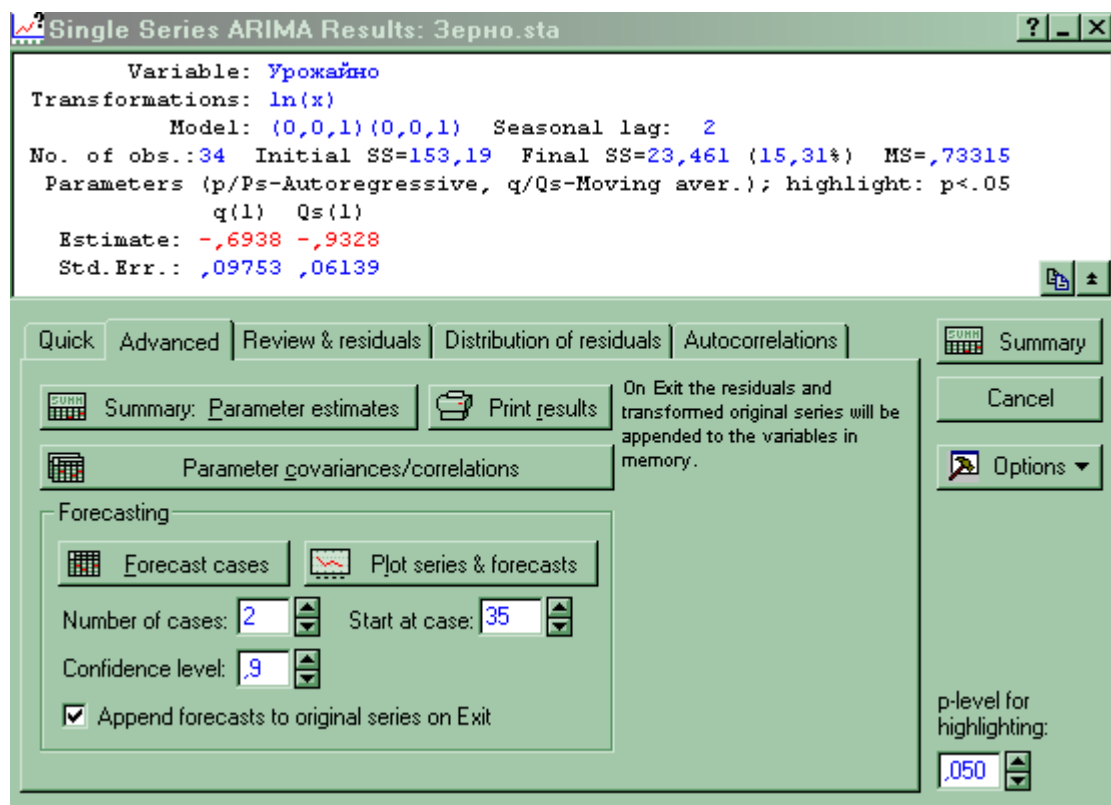 Single Series ARIMA Results: Зерно.sta
Variable: Урожайно
Transformations: ln(x)
Model: (0,0,1)(0,0,1) Seasonal lag: 2
No. of obs.:34 Initial SS=153,19 Final SS=23,461 (15,31%) MS=,73315
Parameters (p/Ps-Autoregressive, q/Qs-Moving aver.); highlight: p<.05
q(1) Qs(1)
Estimate: -,6938 -,9328
Std.Err.: ,09753 ,06139
Quick Advanced Review & residuals Distribution of residuals Autocorrelations
Summary
Cancel
Options
Summary: Parameter estimates
Print results
On Exit the residuals and
transformed original series will be
appended to the variables in
memory.
Parameter covariances/correlations
Forecasting
Forecast cases
Plot series & forecasts
Number of cases: 2 Start at case: 35
Confidence level: ,9
Append forecasts to original series on Exit
p-level for
highlighting:
,050